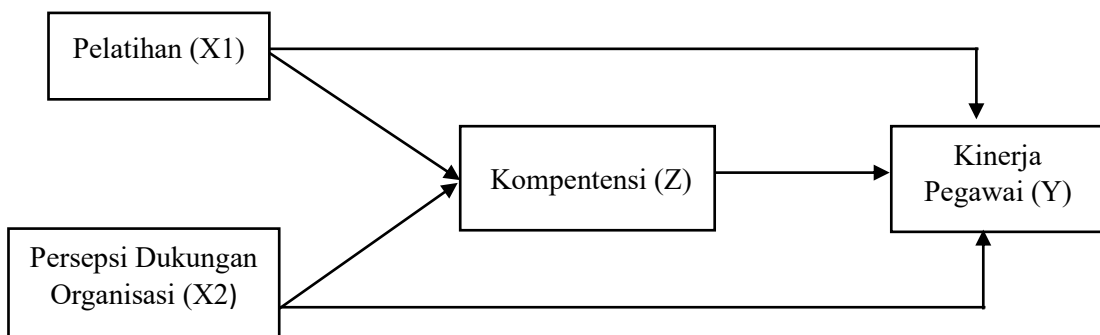 Pelatihan (X1)
Kompentensi (Z)
Kinerja
Pegawai (Y)
Persepsi Dukungan
Organisasi (X2)